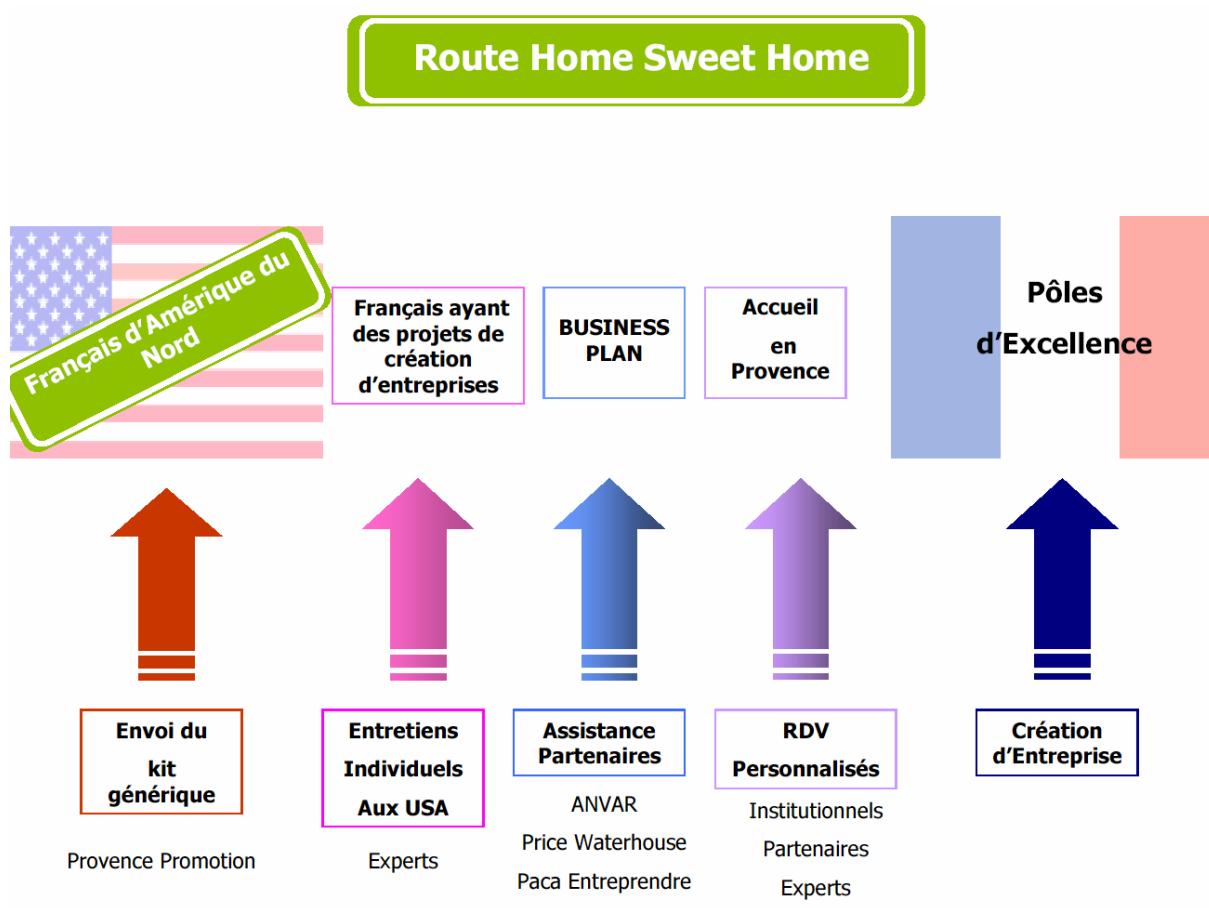 Route Home Sweet Home
Français d’Amérique du
Nord
Français ayant
des projets de
création
d’entreprises
BUSINESS
PLAN
Accueil
en
Provence
Pôles
d’Excellence
Envoi du
kit
générique
Provence Promotion
Entretiens
Individuels
Aux USA
Experts
Assistance
Partenaires
ANVAR
Price Waterhouse
Paca Entreprendre
RDV
Personnalisés
Institutionnels
Partenaires
Experts
Création
d’Entreprise